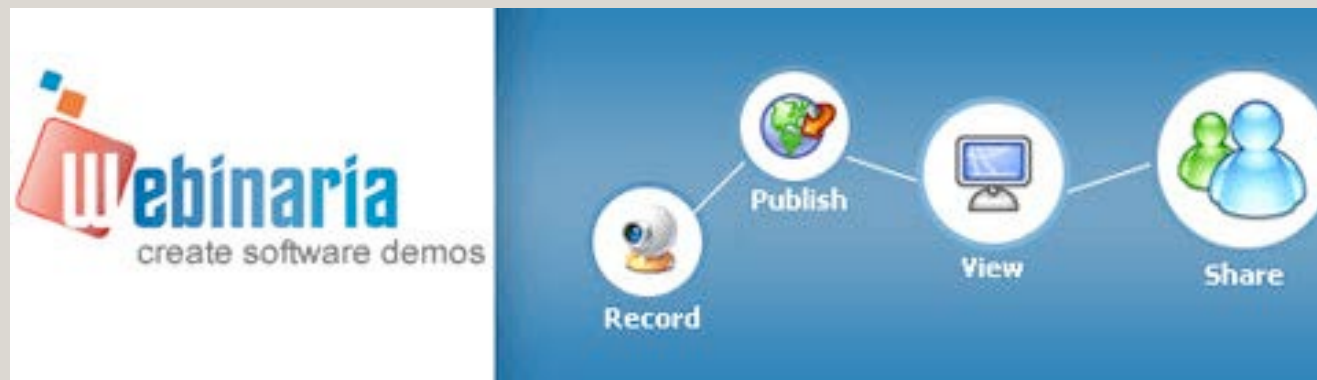 Webinaria
create software demos
Record
Publish
View
Share